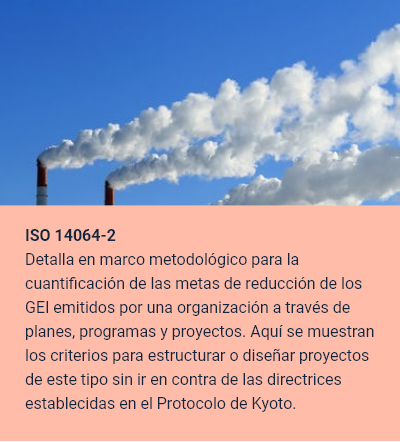 ISO 14064-2
Detalla en marco metodológico para la
cuantificación de las metas de reducción de los
GEI emitidos por una organización a través de
planes, programas y proyectos. Aquí se muestran
los criterios para estructurar o diseñar proyectos
de este tipo sin ir en contra de las directrices
establecidas en el Protocolo de Kyoto.